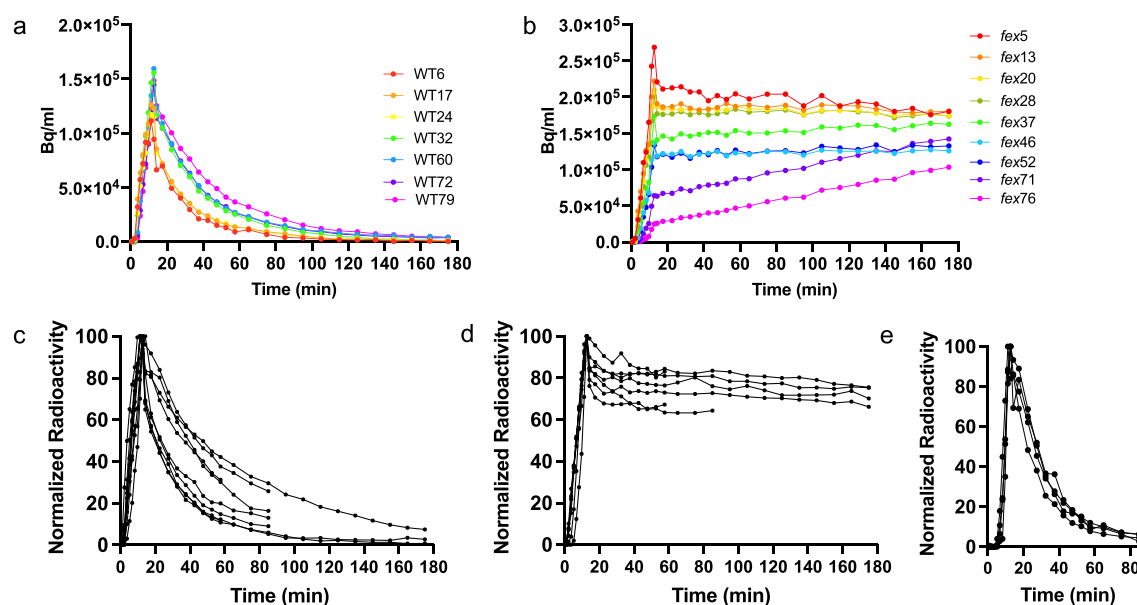 a
2.0×10⁵
1.5×10⁵
1.0×10⁵
5.0×10⁴
0.0
Bq/ml
0 20 40 60 80 100 120 140 160 180
Time (min)
WT6
WT17
WT24
WT32
WT60
WT72
WT79
b
3.0×10⁵
2.5×10⁵
2.0×10⁵
1.5×10⁵
1.0×10⁵
5.0×10⁴
0.0
Bq/ml
0 20 40 60 80 100 120 140 160 180
Time (min)
fex5
fex13
fex20
fex28
fex37
fex46
fex52
fex71
fex76
c
100
80
60
40
20
0
Normalized Radioactivity
0 20 40 60 80 100 120 140 160 180
Time (min)
d
100
80
60
40
20
0
Normalized Radioactivity
0 20 40 60 80 100 120 140 160 180
Time (min)
e
100
80
60
40
20
0
Normalized Radioactivity
0 20 40 60 80
Time (min)